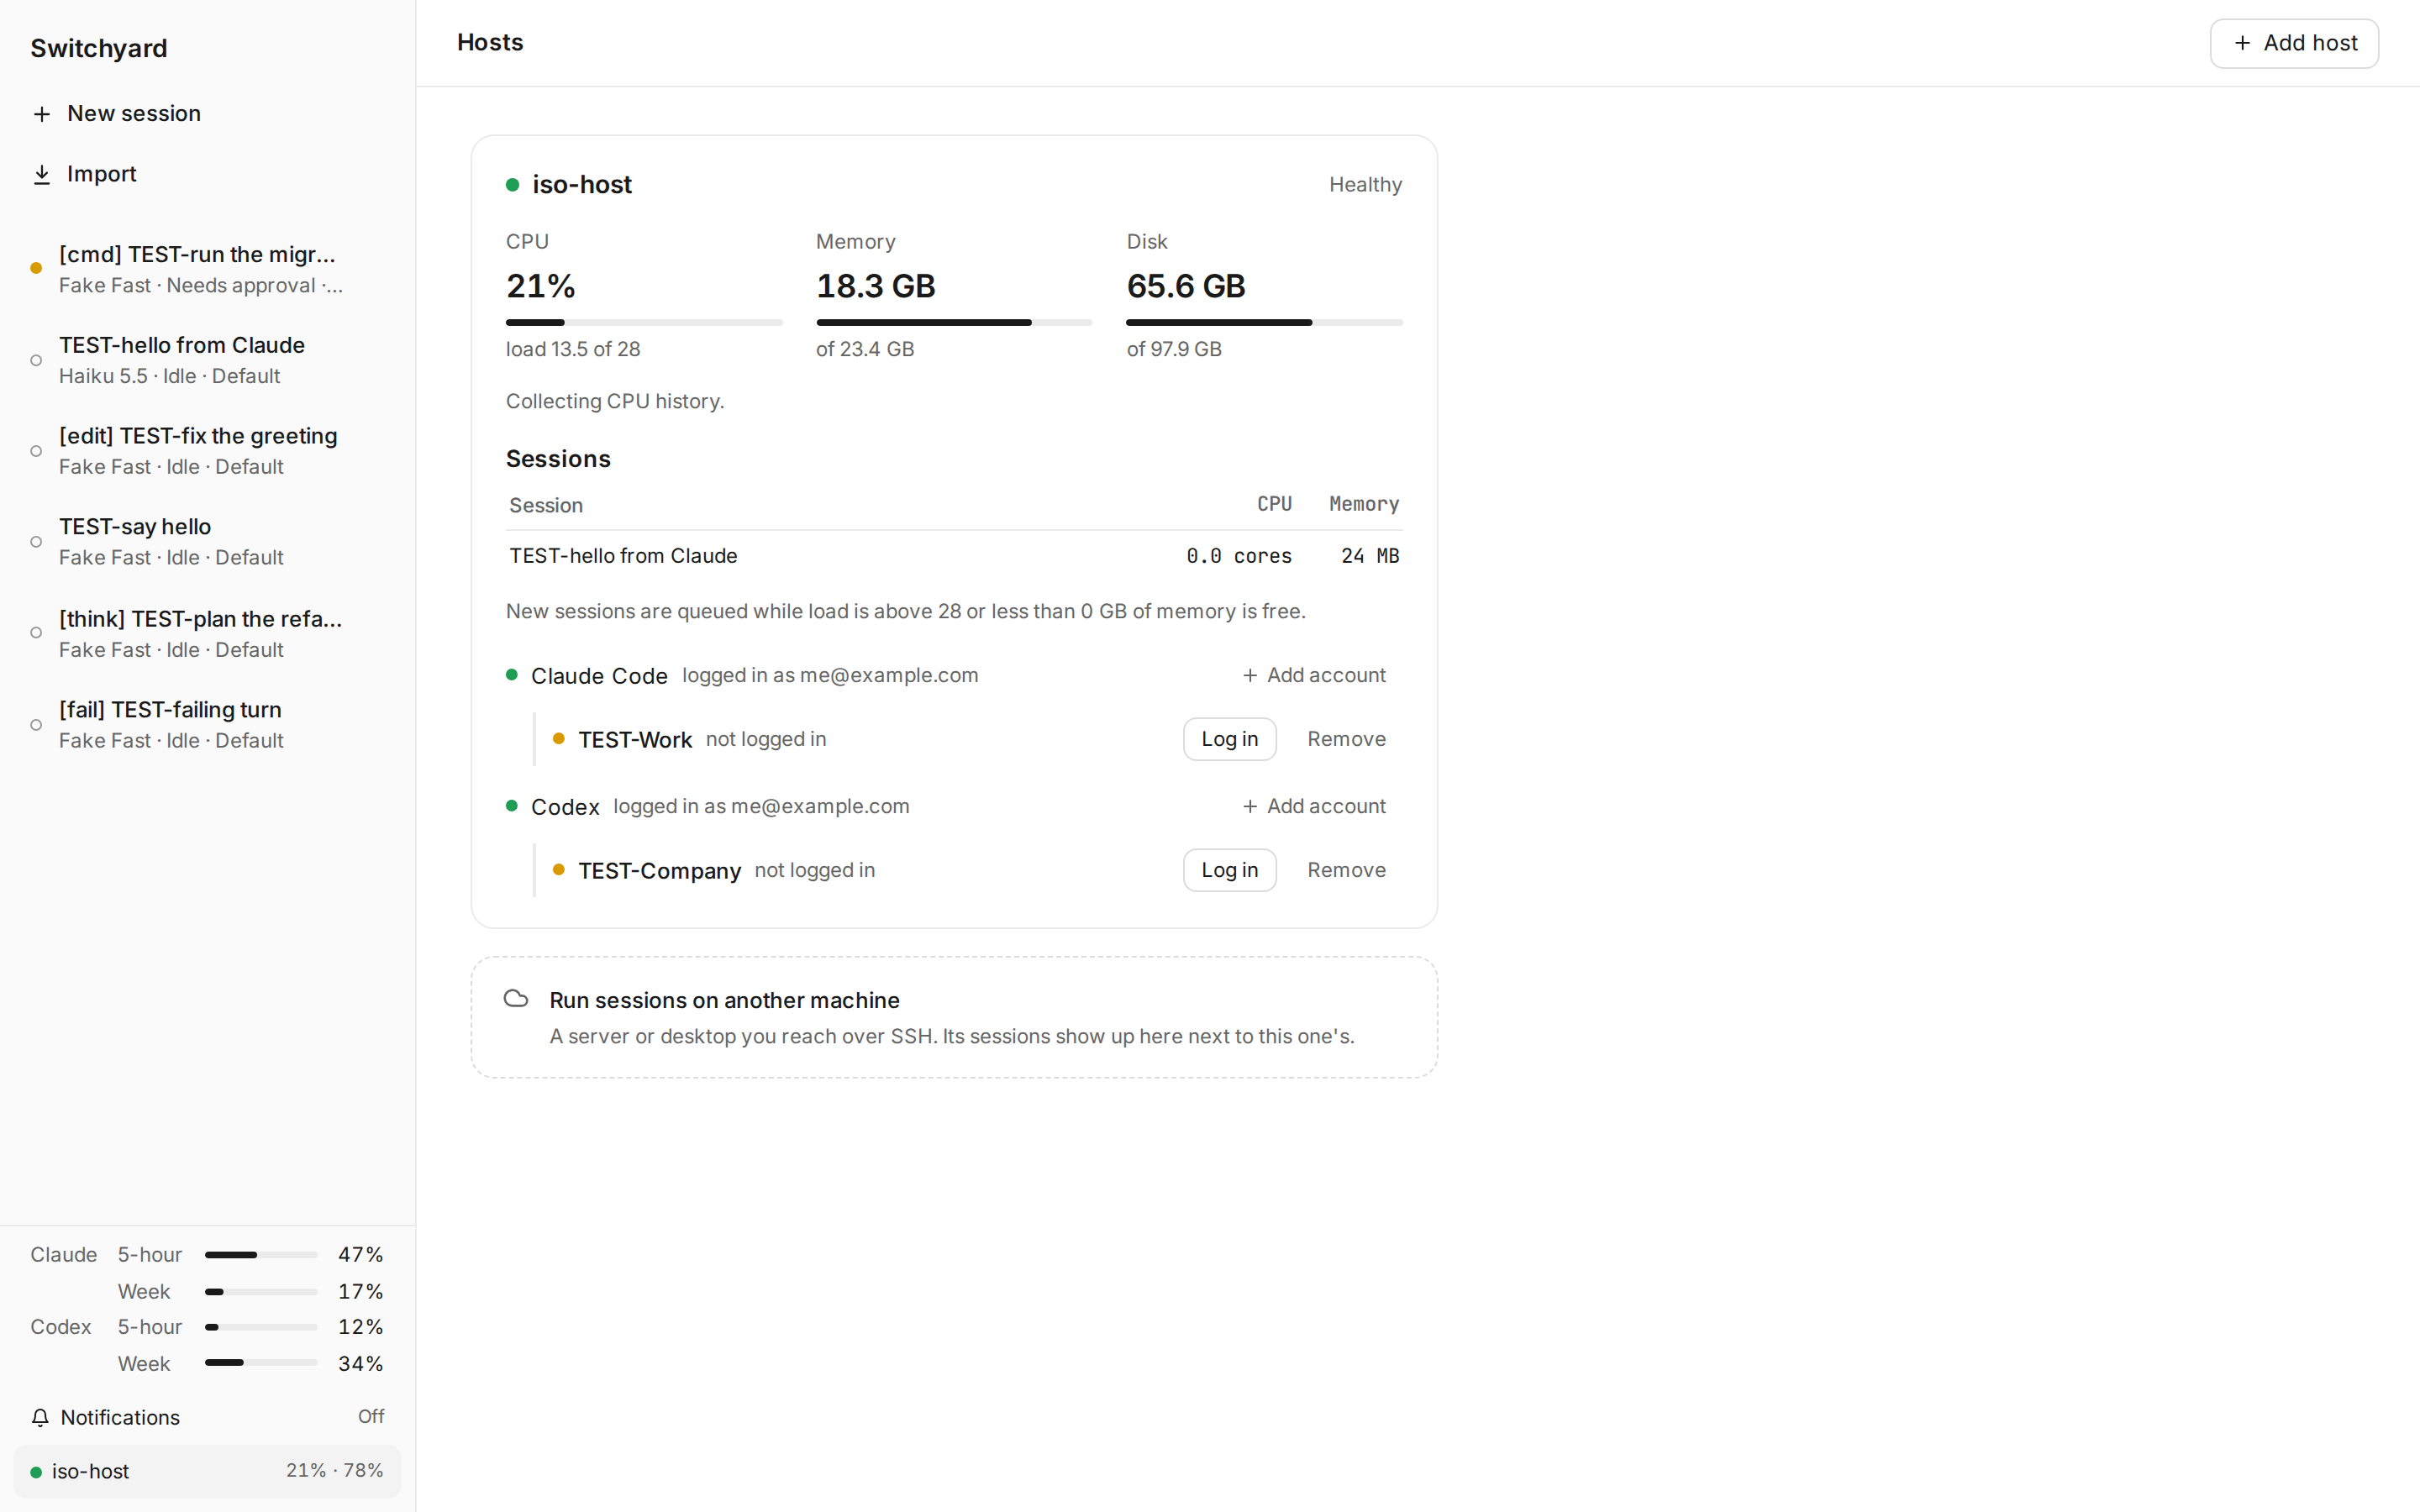 Switchyard
New session
Import
[cmd] TEST-run the migr...
Fake Fast · Needs approval ·...
TEST-hello from Claude
Haiku 5.5 · Idle · Default
[edit] TEST-fix the greeting
Fake Fast · Idle · Default
TEST-say hello
Fake Fast · Idle · Default
[think] TEST-plan the refa...
Fake Fast · Idle · Default
[fail] TEST-failing turn
Fake Fast · Idle · Default
Claude 5-hour 47%
Week 17%
Codex 5-hour 12%
Week 34%
Notifications Off
iso-host 21% · 78%
Hosts
Add host
iso-host Healthy
CPU Memory Disk
21% 18.3 GB 65.6 GB
load 13.5 of 28 of 23.4 GB of 97.9 GB
Collecting CPU history.
Sessions
Session CPU Memory
TEST-hello from Claude 0.0 cores 24 MB
New sessions are queued while load is above 28 or less than 0 GB of memory is free.
Claude Code logged in as me@example.com + Add account
TEST-Work not logged in Log in Remove
Codex logged in as me@example.com + Add account
TEST-Company not logged in Log in Remove
Run sessions on another machine
A server or desktop you reach over SSH. Its sessions show up here next to this one's.